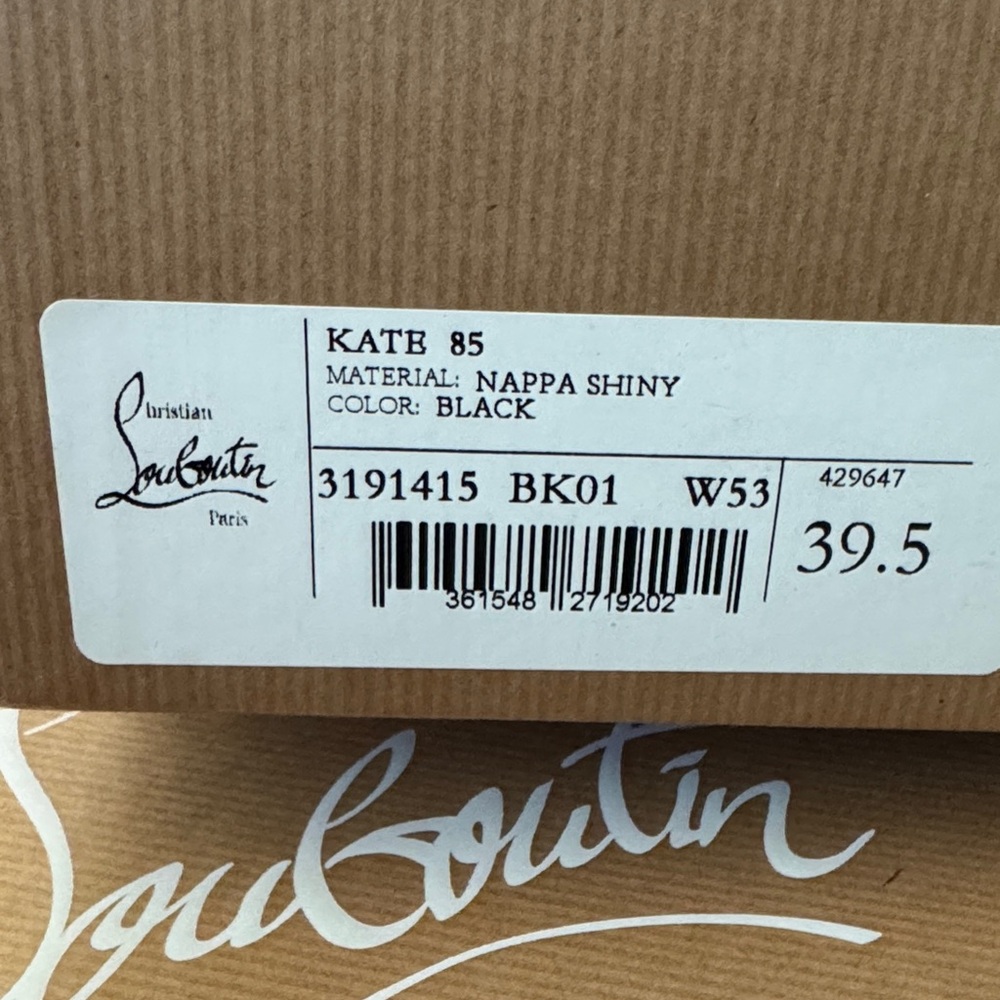 Christian
Louboutin
Paris
KATE 85
MATERIAL: NAPPA SHINY
COLOR: BLACK
3191415 BK01 W53
429647
39.5
361548 2719202
Louboutin